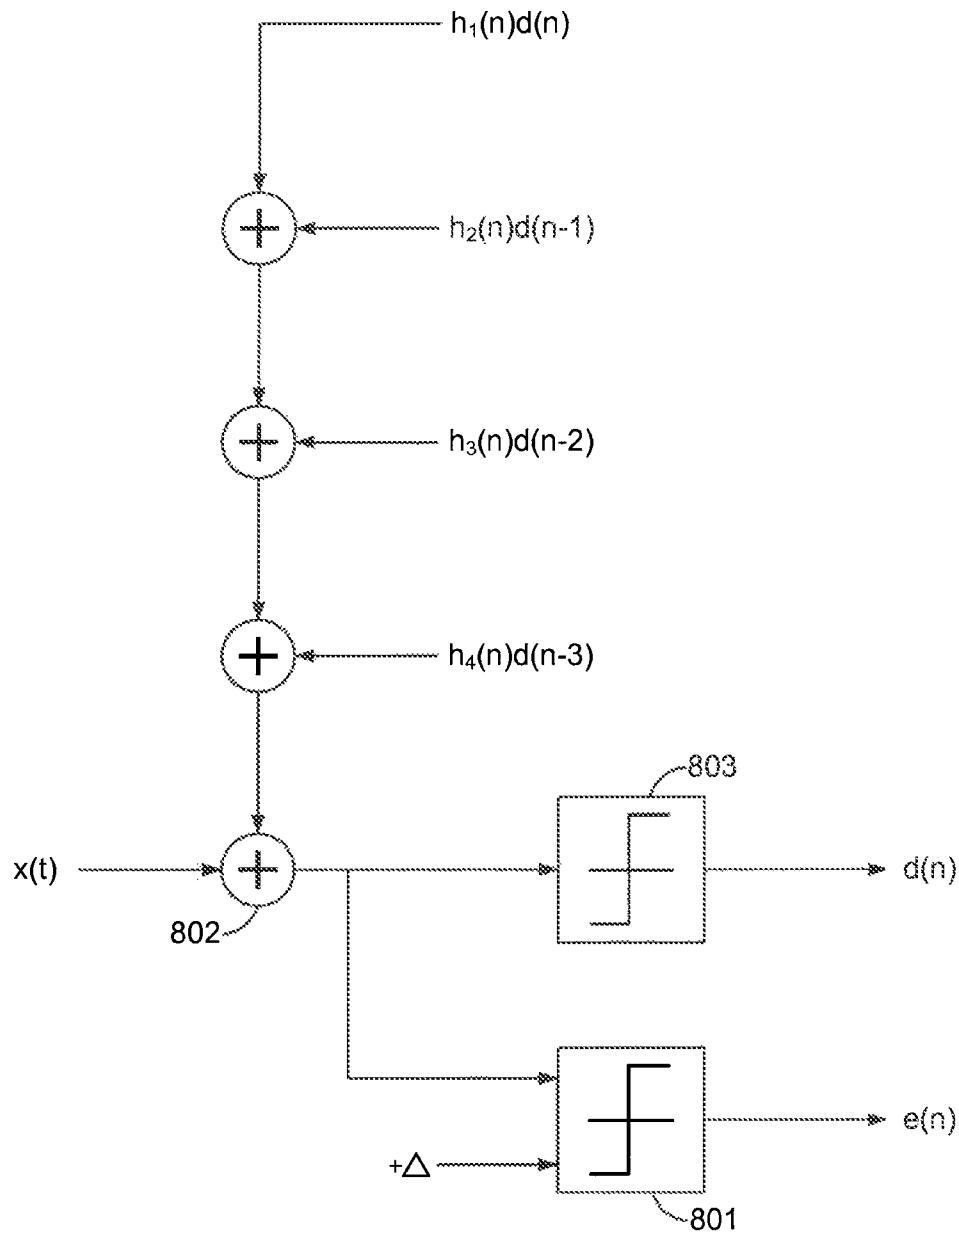 h₁(n)d(n)
h₂(n)d(n-1)
h₃(n)d(n-2)
h₄(n)d(n-3)
803
x(t)
d(n)
802
e(n)
+△
801